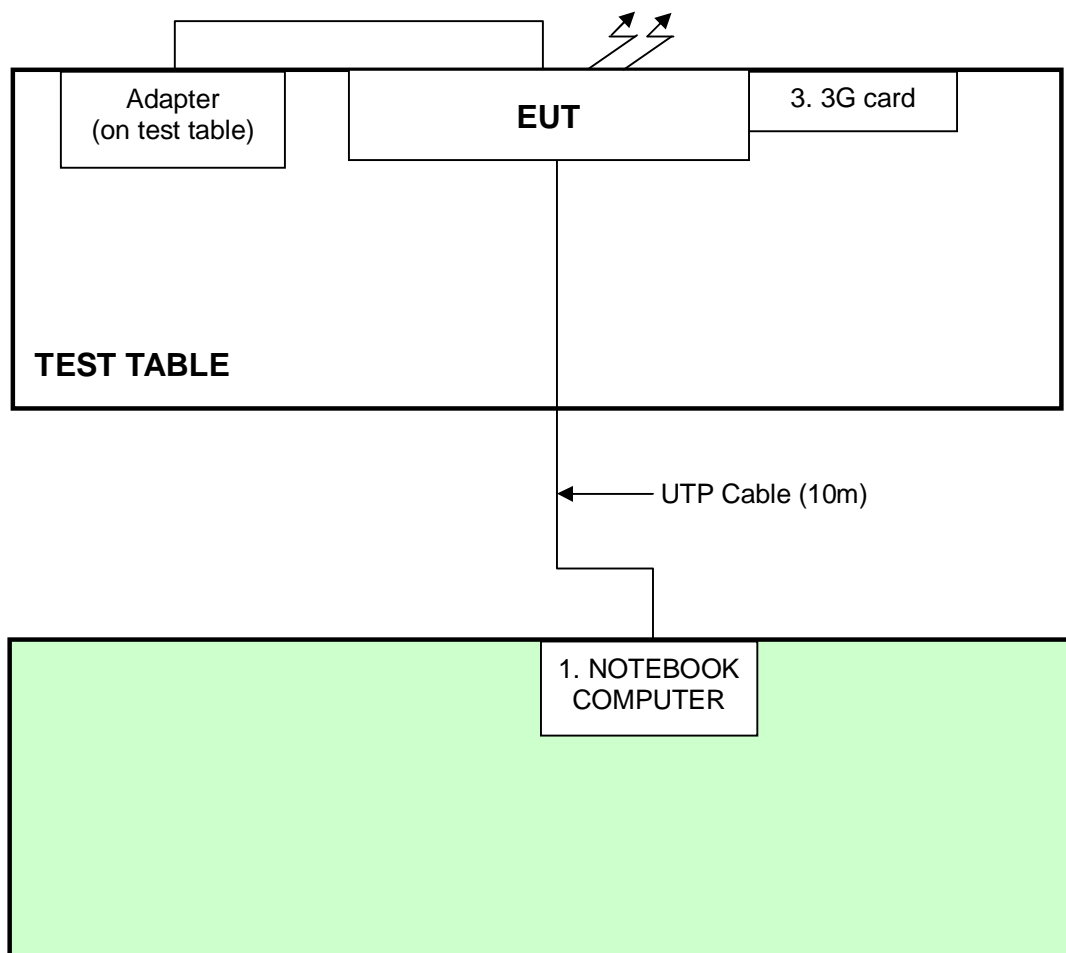 Adapter
(on test table)
EUT
3. 3G card
TEST TABLE
UTP Cable (10m)
1. NOTEBOOK
COMPUTER